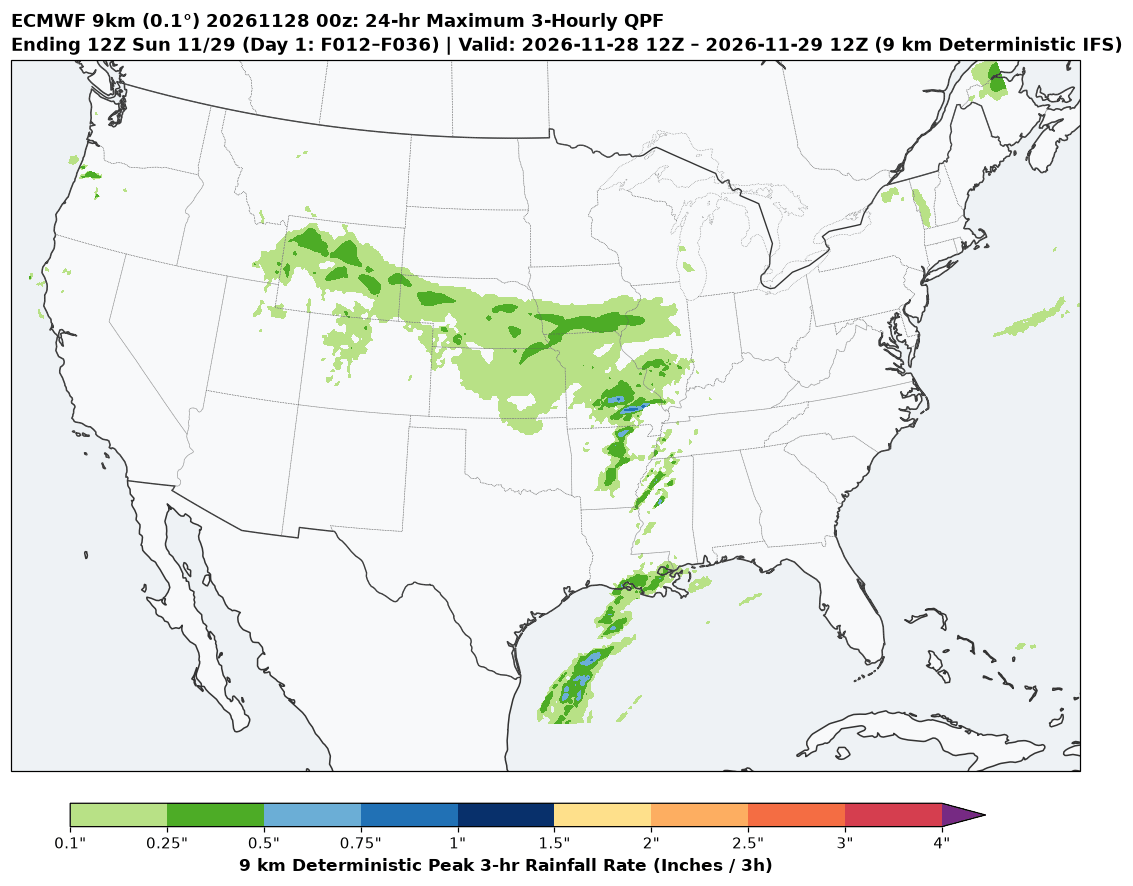 ECMWF 9km (0.1°) 20261128 00z: 24-hr Maximum 3-Hourly QPF
Ending 12Z Sun 11/29 (Day 1: F012–F036) | Valid: 2026-11-28 12Z – 2026-11-29 12Z (9 km Deterministic IFS)
0.1" 0.25" 0.5" 0.75" 1" 1.5" 2" 2.5" 3" 4"
9 km Deterministic Peak 3-hr Rainfall Rate (Inches / 3h)